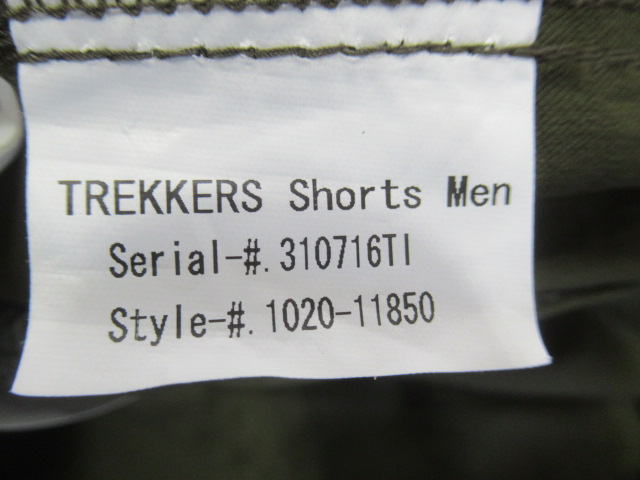 TREKKERS Shorts Men
Serial-#. 310716TI
Style-#. 1020-11850